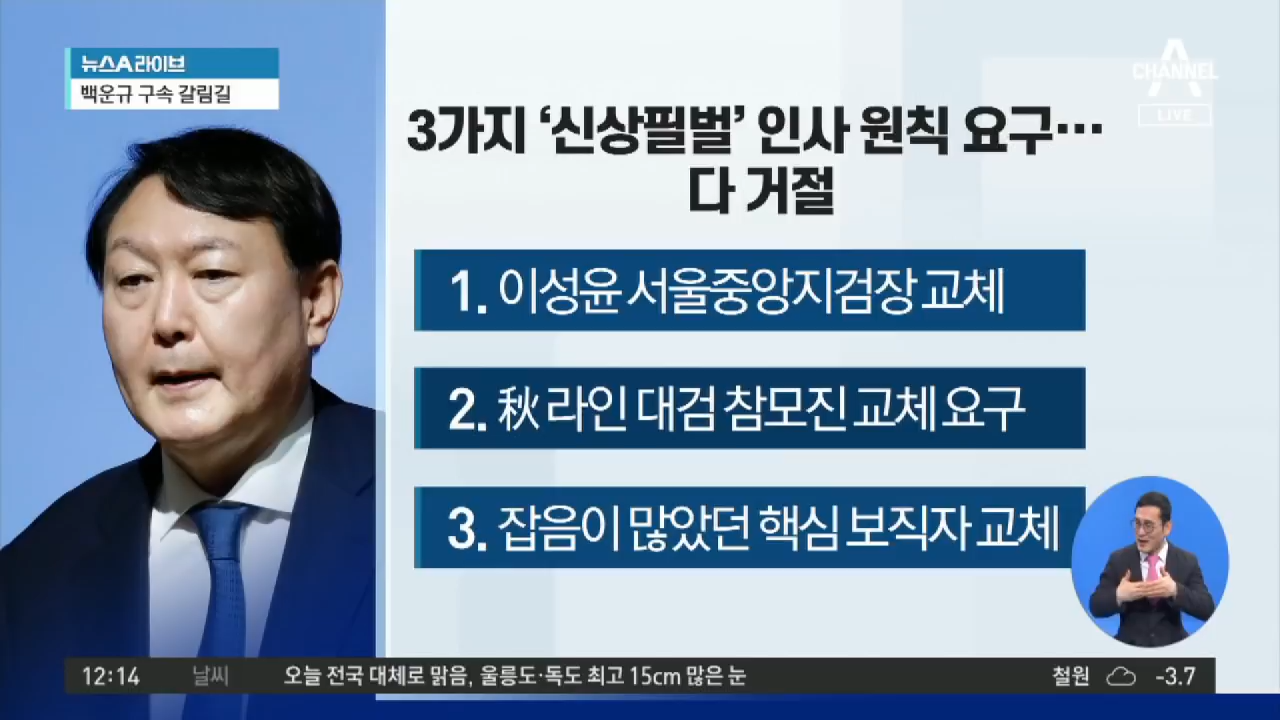 뉴스A 라이브
백운규 구속 갈림길
CHANNEL A
LIVE
3가지 ‘신상필벌’ 인사 원칙 요구…
다 거절
1. 이성윤 서울중앙지검장 교체
2. 秋 라인 대검 참모진 교체 요구
3. 잡음이 많았던 핵심 보직자 교체
12:14 날씨 오늘 전국 대체로 맑음, 울릉도·독도 최고 15cm 많은 눈 철원 -3.7